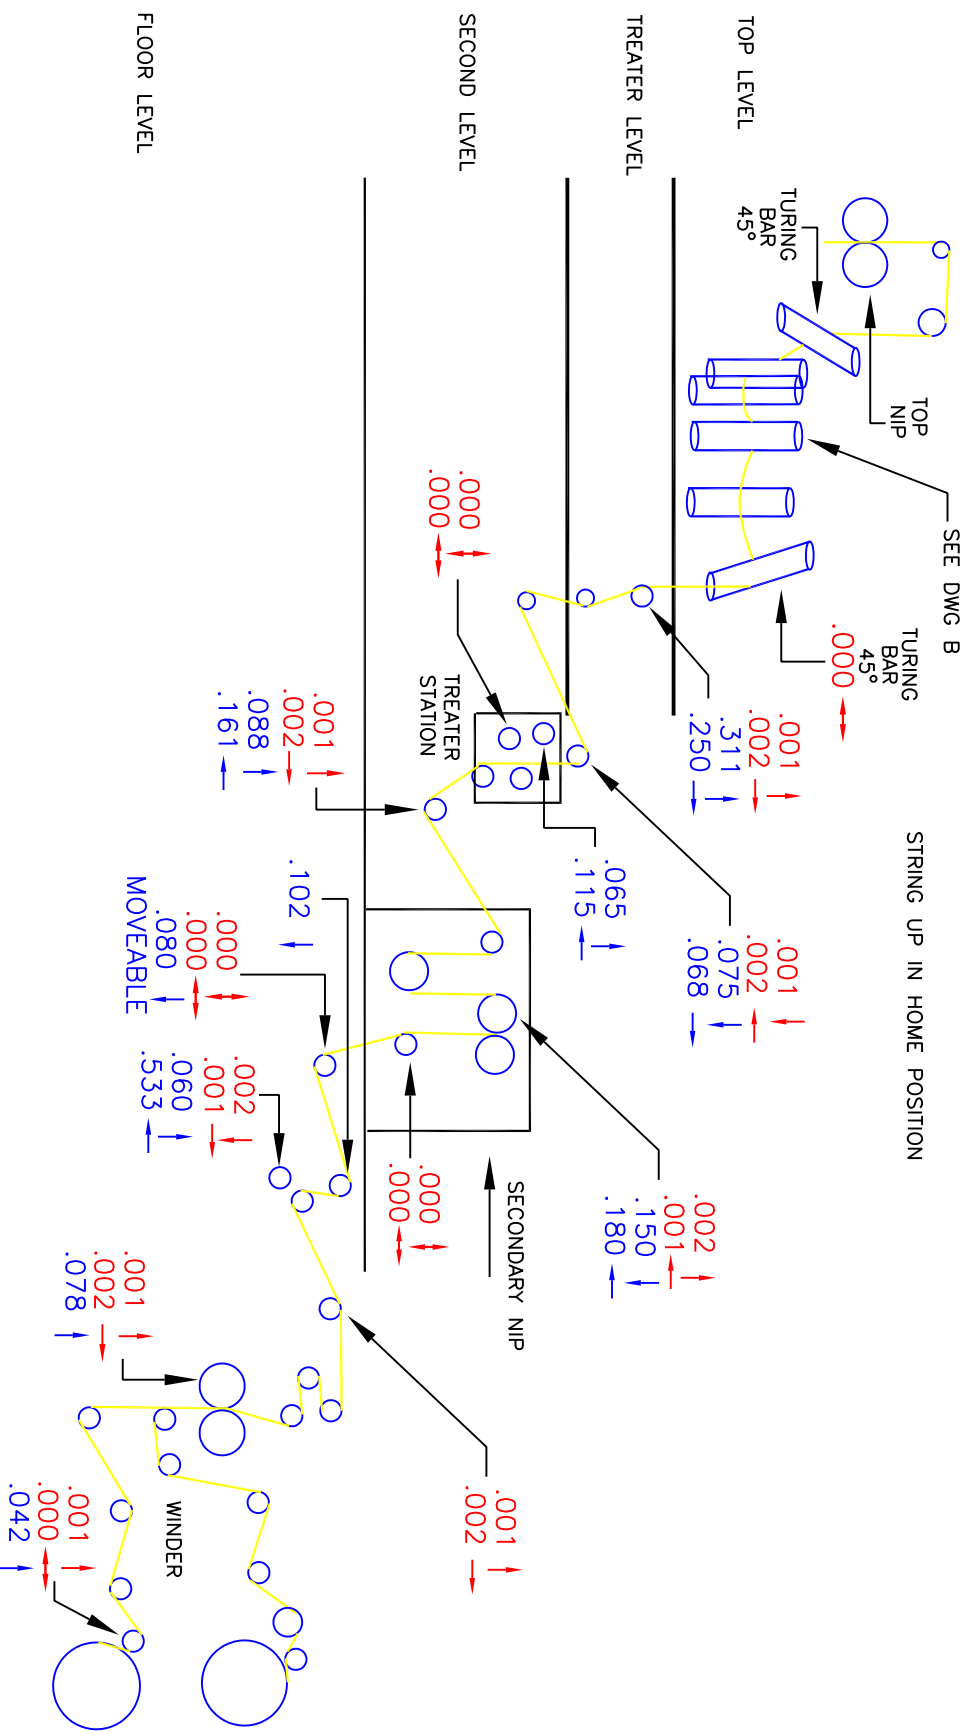 STRING UP IN HOME POSITION
SEE DWG B
TOP
NIP
TURING
BAR
45°
TURING
BAR
45°
.000
TOP LEVEL
TREATER LEVEL
SECOND LEVEL
FLOOR LEVEL
.001
.002
.311
.250
.001
.002
.075
.068
.065
.115
.000
.000
TREATER
STATION
.001
.002
.088
.161
.002
.001
.150
.180
SECONDARY NIP
.000
.000
.102
.000
.000
.080
MOVEABLE
.002
.001
.060
.533
.001
.002
.001
.002
.078
WINDER
.001
.000
.042